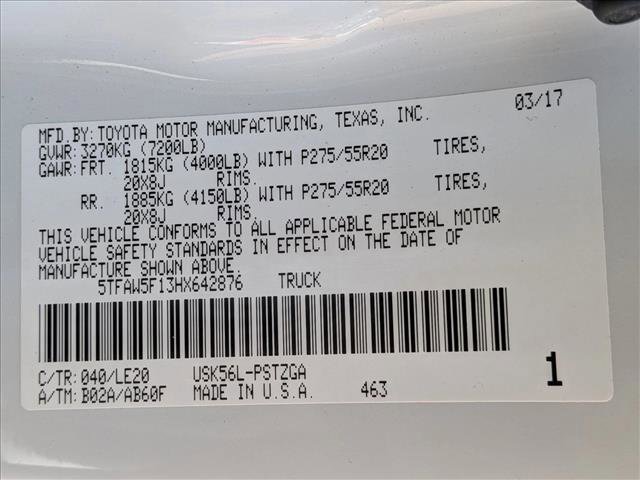 MFD.BY:TOYOTA MOTOR MANUFACTURING, TEXAS, INC. 03/17
GVWR:3270KG (7200LB)
GAWR:FRT. 1815KG (4000LB) WITH P275/55R20 TIRES,
20X8J RIMS.
RR. 1885KG (4150LB) WITH P275/55R20 TIRES,
20X8J RIMS.
THIS VEHICLE CONFORMS TO ALL APPLICABLE FEDERAL MOTOR
VEHICLE SAFETY STANDARDS IN EFFECT ON THE DATE OF
MANUFACTURE SHOWN ABOVE.
5TFAW5F13HX642876 TRUCK
C/TR:040/LE20 USK56L-PSTZGA
A/TM:B02A/AB60F MADE IN U.S.A. 463 1